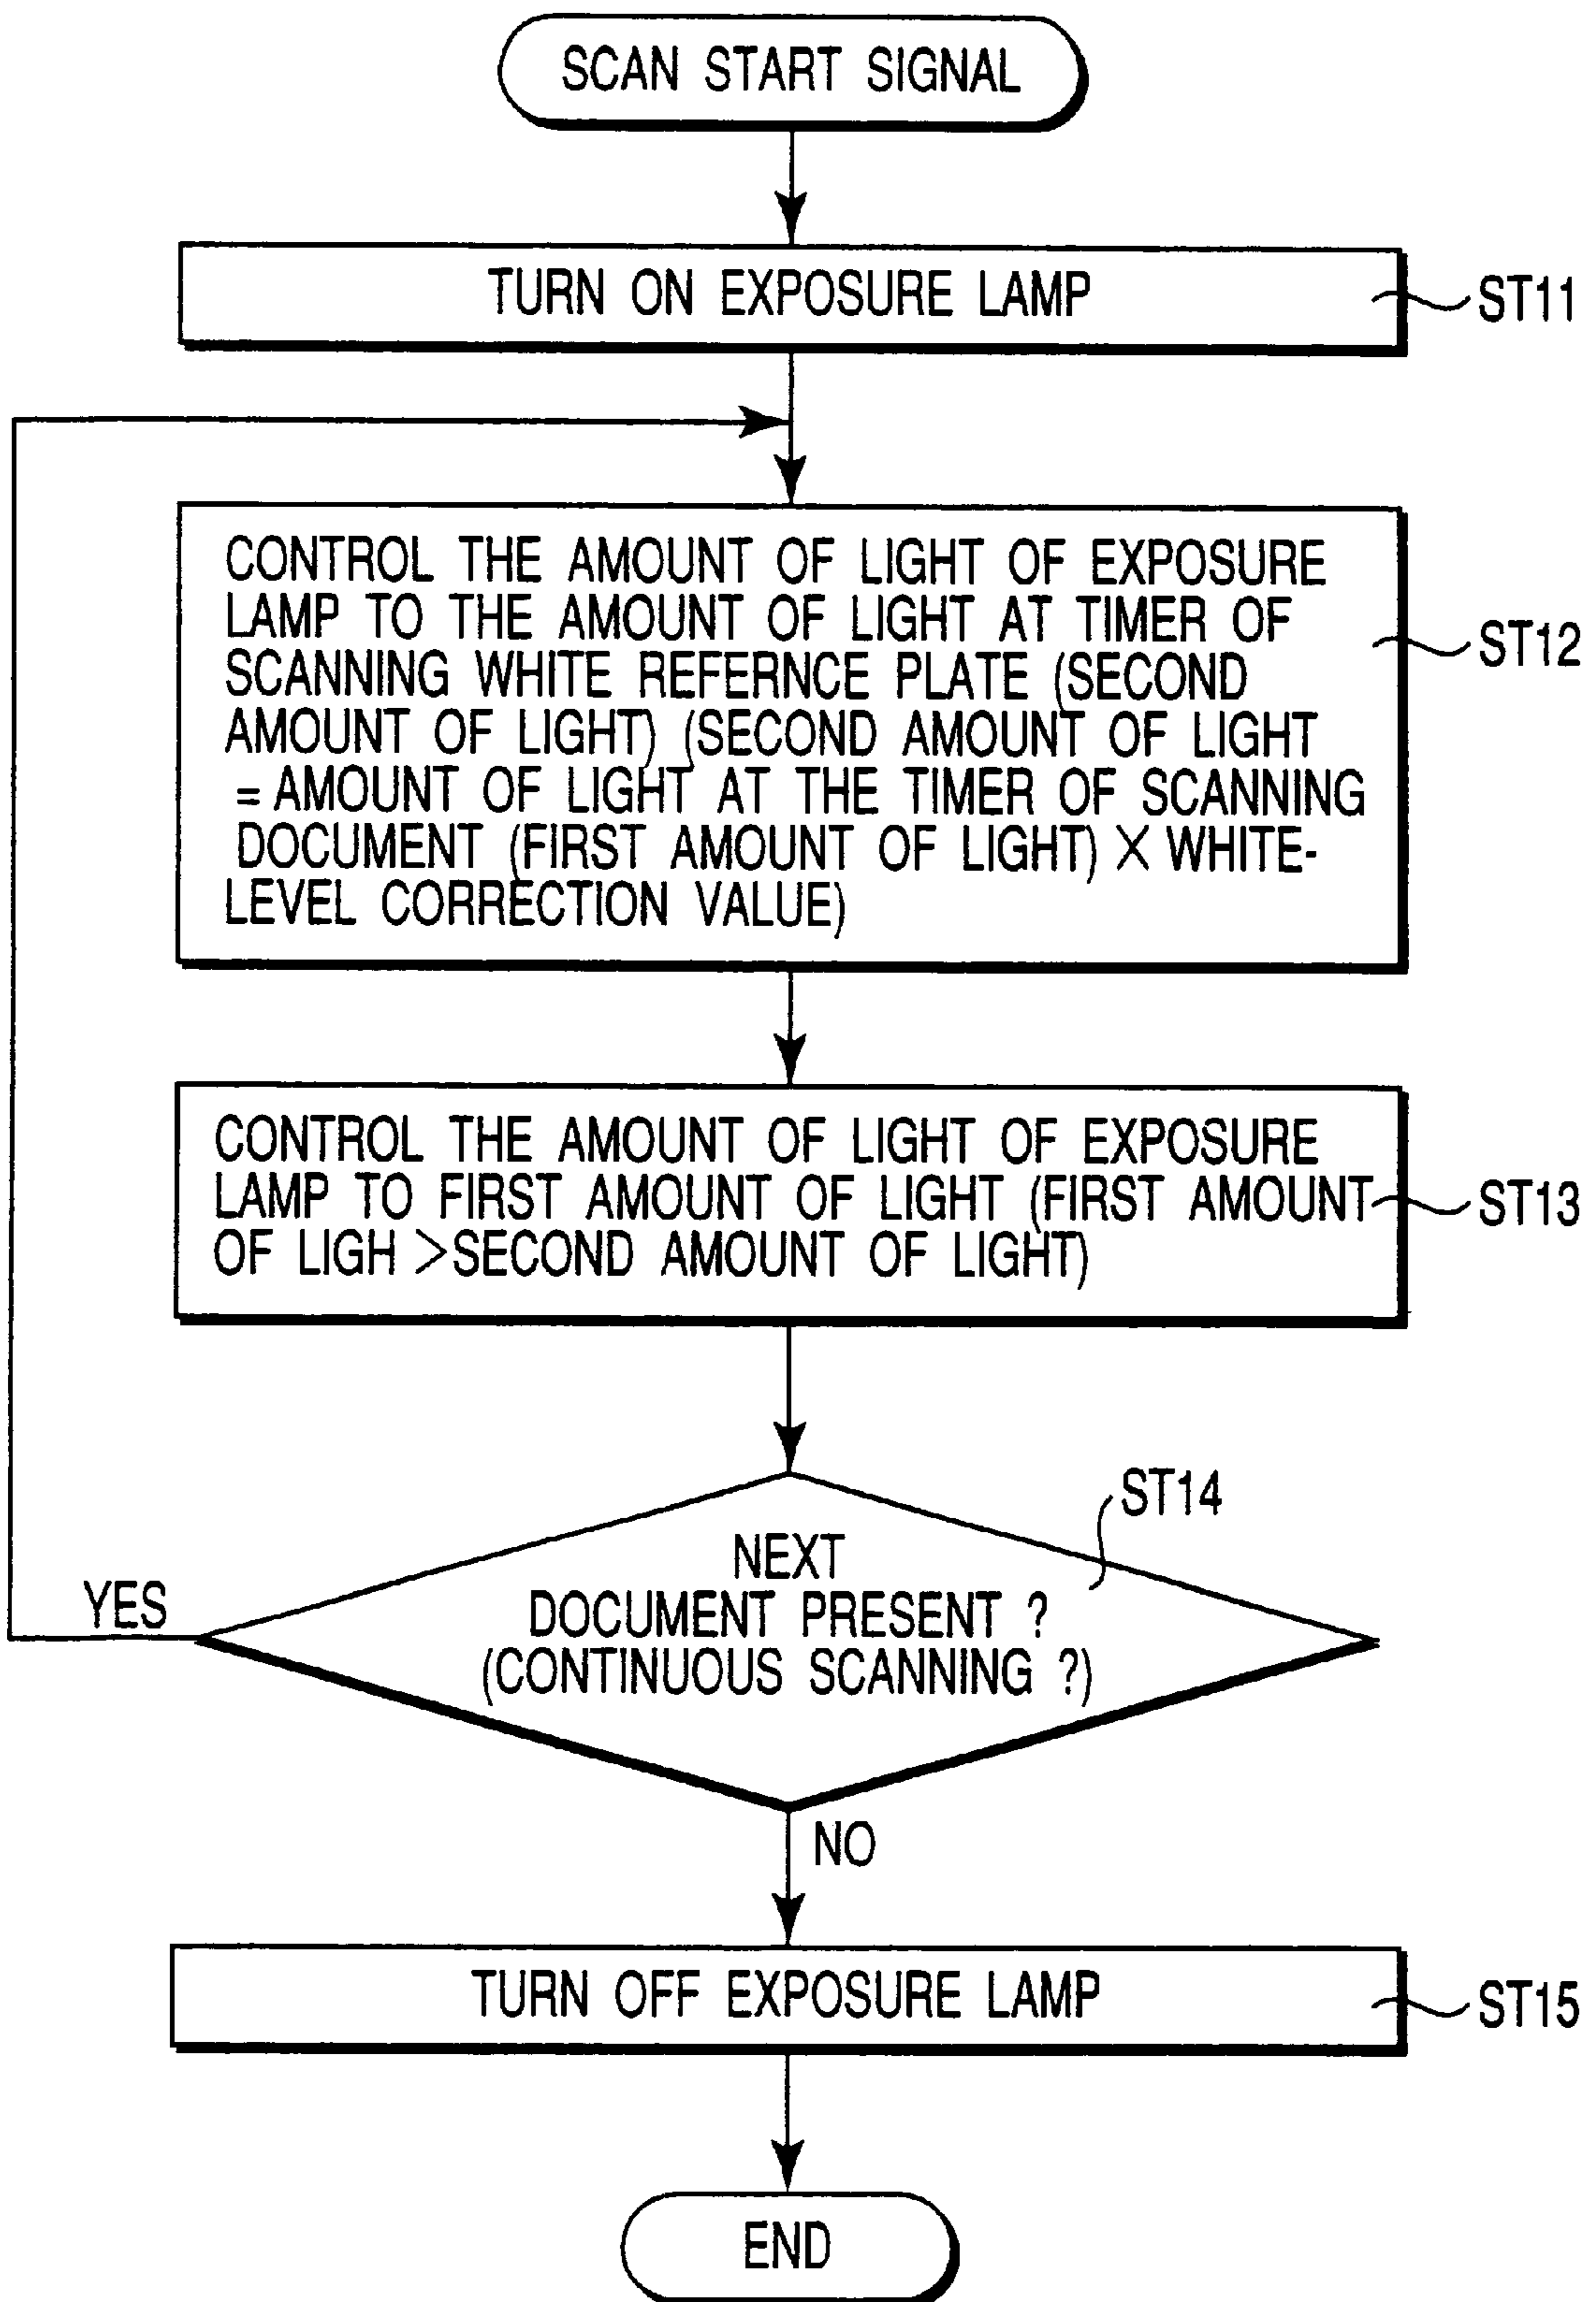 SCAN START SIGNAL
TURN ON EXPOSURE LAMP
ST11
CONTROL THE AMOUNT OF LIGHT OF EXPOSURE
LAMP TO THE AMOUNT OF LIGHT AT TIMER OF
SCANNING WHITE REFERNCE PLATE (SECOND
AMOUNT OF LIGHT) (SECOND AMOUNT OF LIGHT
= AMOUNT OF LIGHT AT THE TIMER OF SCANNING
DOCUMENT (FIRST AMOUNT OF LIGHT) X WHITE-
LEVEL CORRECTION VALUE)
ST12
CONTROL THE AMOUNT OF LIGHT OF EXPOSURE
LAMP TO FIRST AMOUNT OF LIGHT (FIRST AMOUNT
OF LIGH >SECOND AMOUNT OF LIGHT)
ST13
ST14
NEXT
DOCUMENT PRESENT ?
(CONTINUOUS SCANNING ?)
YES
NO
TURN OFF EXPOSURE LAMP
ST15
END